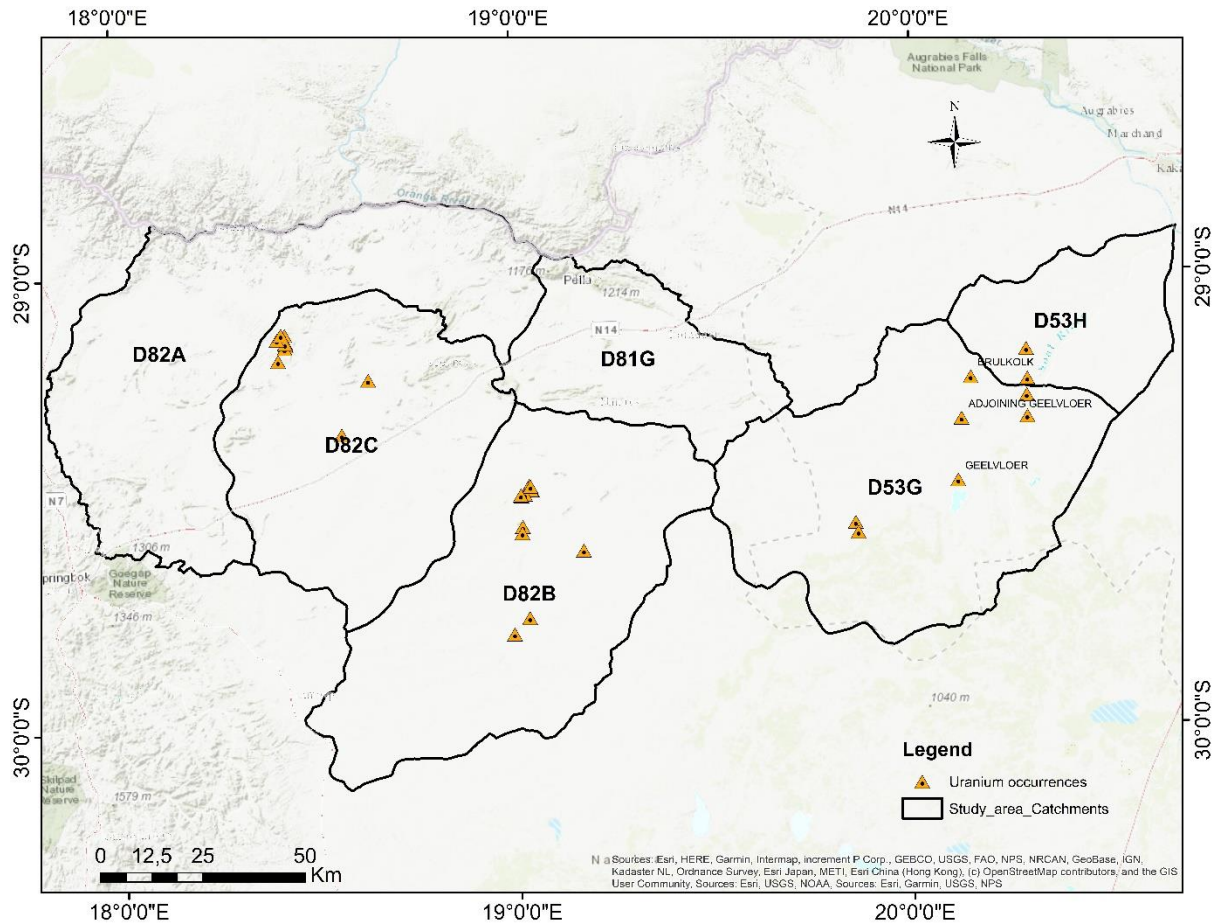 18°0'0"E
19°0'0"E
20°0'0"E
Augrabies Falls
National Park
Augrabies
Marchand
Kaka
N
N14
Orange River
29°0'0"S
29°0'0"S
1176 m
Pella
1214 m
N14
D53H
D82A
D81G
BRULKOLK
ADJOINING GEELVLOER
D82C
GEELVLOER
D53G
N7
1306 m
pringbok
Goegap
Nature
Reserve
D82B
1346 m
1040 m
30°0'0"S
30°0'0"S
Legend
Uranium occurrences
Study_area_Catchments
Skilpad
Nature
Reserve
1579 m
0 12,5 25 50
Km
Sources: Esri, HERE, Garmin, Intermap, increment P Corp., GEBCO, USGS, FAO, NPS, NRCAN, GeoBase, IGN,
Kadaster NL, Ordnance Survey, Esri Japan, METI, Esri China (Hong Kong), (c) OpenStreetMap contributors, and the GIS
User Community, Sources: Esri, USGS, NOAA, Sources: Esri, Garmin, USGS, NPS
18°0'0"E
19°0'0"E
20°0'0"E